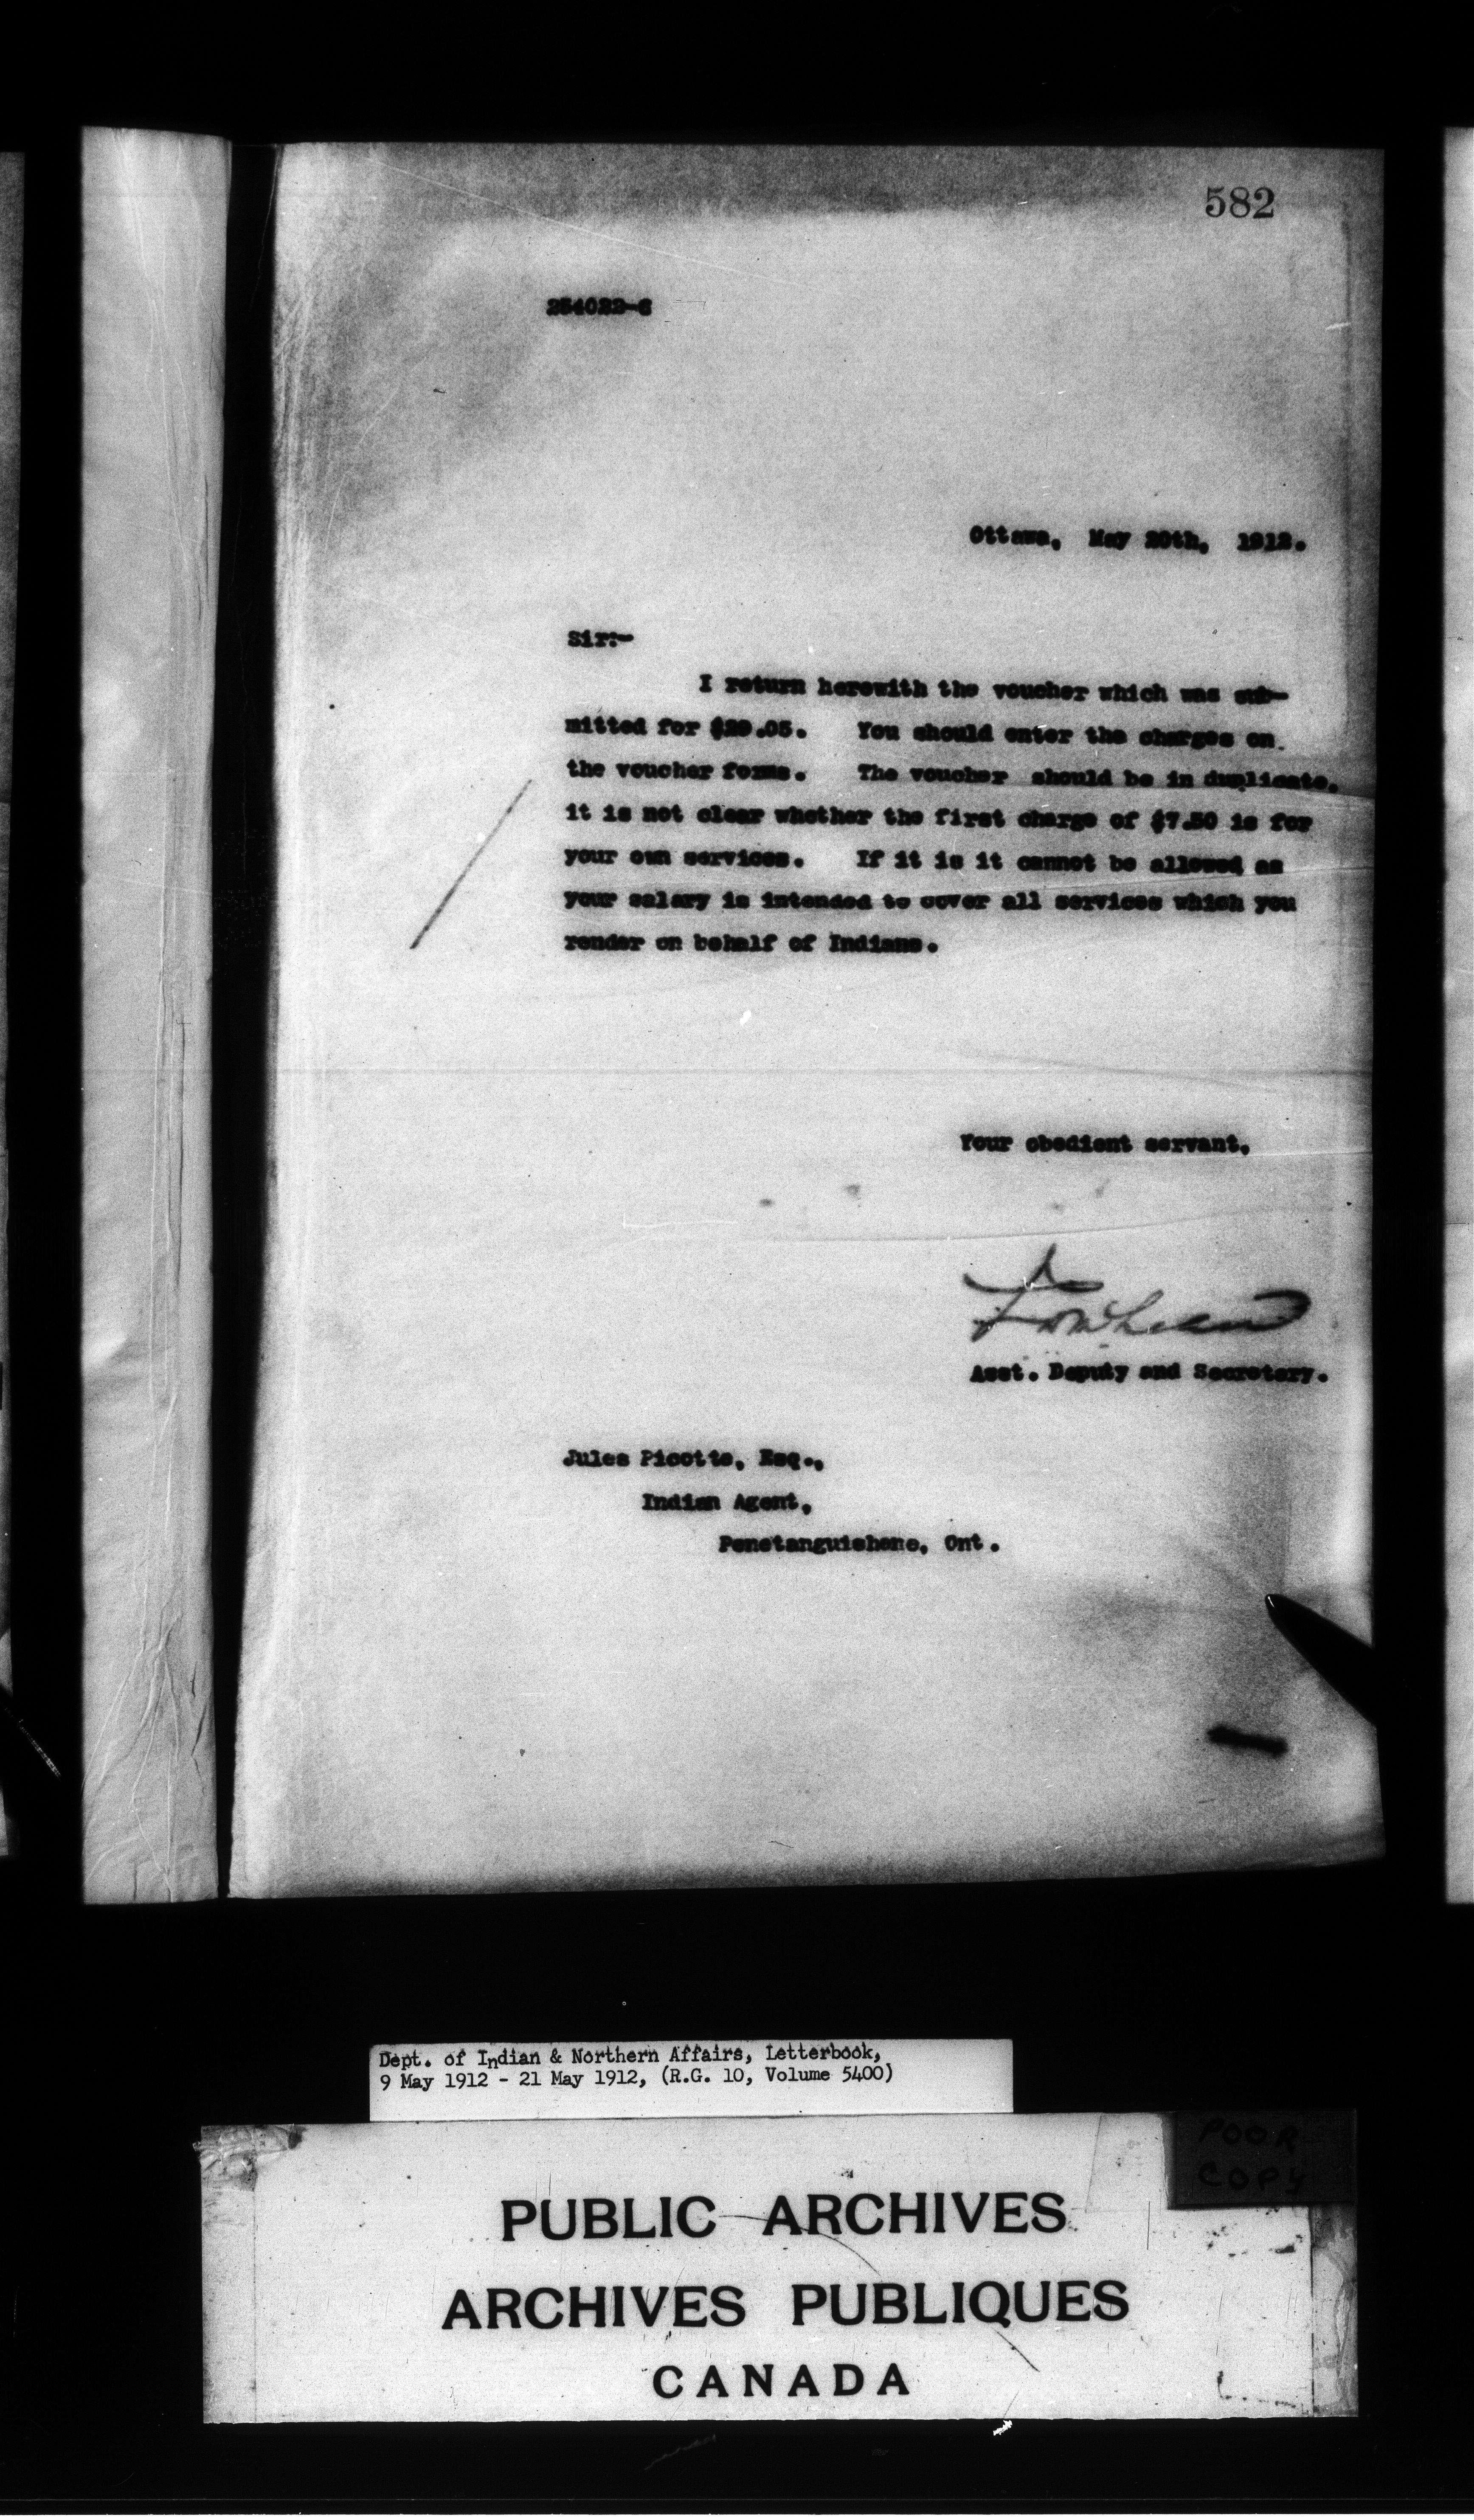 582
254022-6
Ottawa, May 20th, 1912.
Sir:-
I return herewith the voucher which was sub-
mitted for $20.05. You should enter the charges on
the voucher forms. The voucher should be in duplicate.
it is not clear whether the first charge of $7.50 is for
your own services. If it is it cannot be allowed as
your salary is intended to cover all services which you
render on behalf of Indians.
Your obedient servant,
Asst. Deputy and Secretary.
Jules Picotte, Esq.,
Indian Agent,
Penetanguishene, Ont.
Dept. of Indian & Northern Affairs, Letterbook,
9 May 1912 - 21 May 1912, (R.G. 10, Volume 5400)
POOR
COPY
PUBLIC ARCHIVES
ARCHIVES PUBLIQUES
CANADA